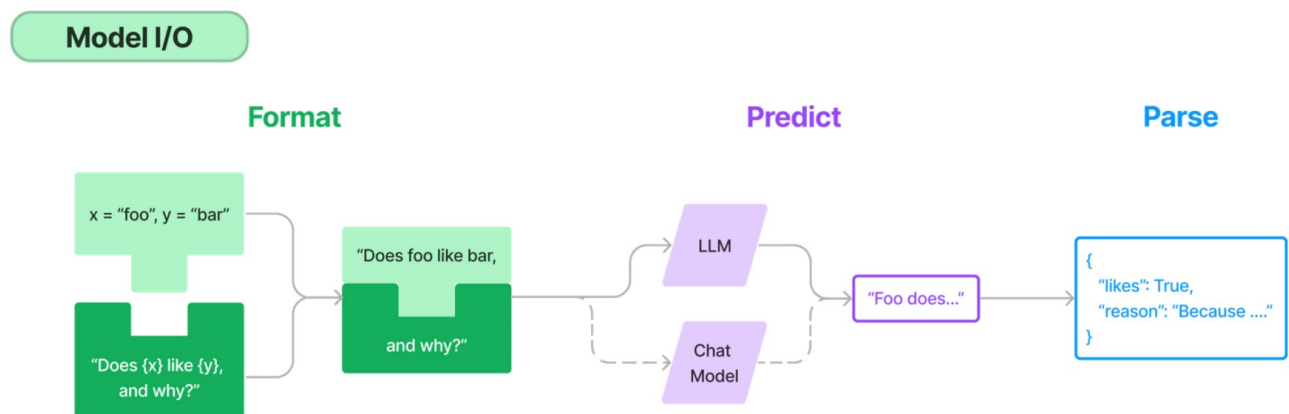 Model I/O
Format
Predict
Parse
x = “foo”, y = “bar”
“Does {x} like {y},
and why?”
“Does foo like bar,
and why?”
LLM
Chat
Model
“Foo does...”
{
“likes”: True,
“reason”: “Because ....”
}